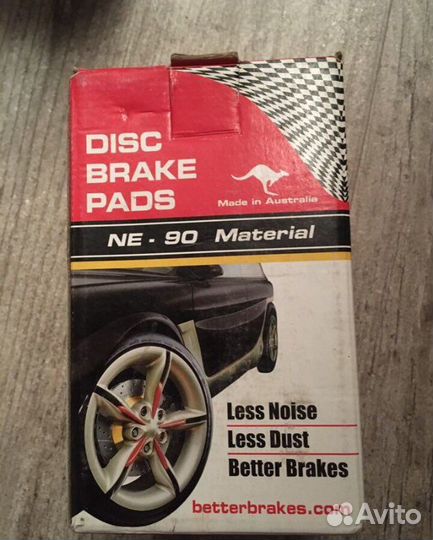 DISC
BRAKE
PADS
Made in Australia
NE - 90 Material
Less Noise
Less Dust
Better Brakes
betterbrakes.com
Avito